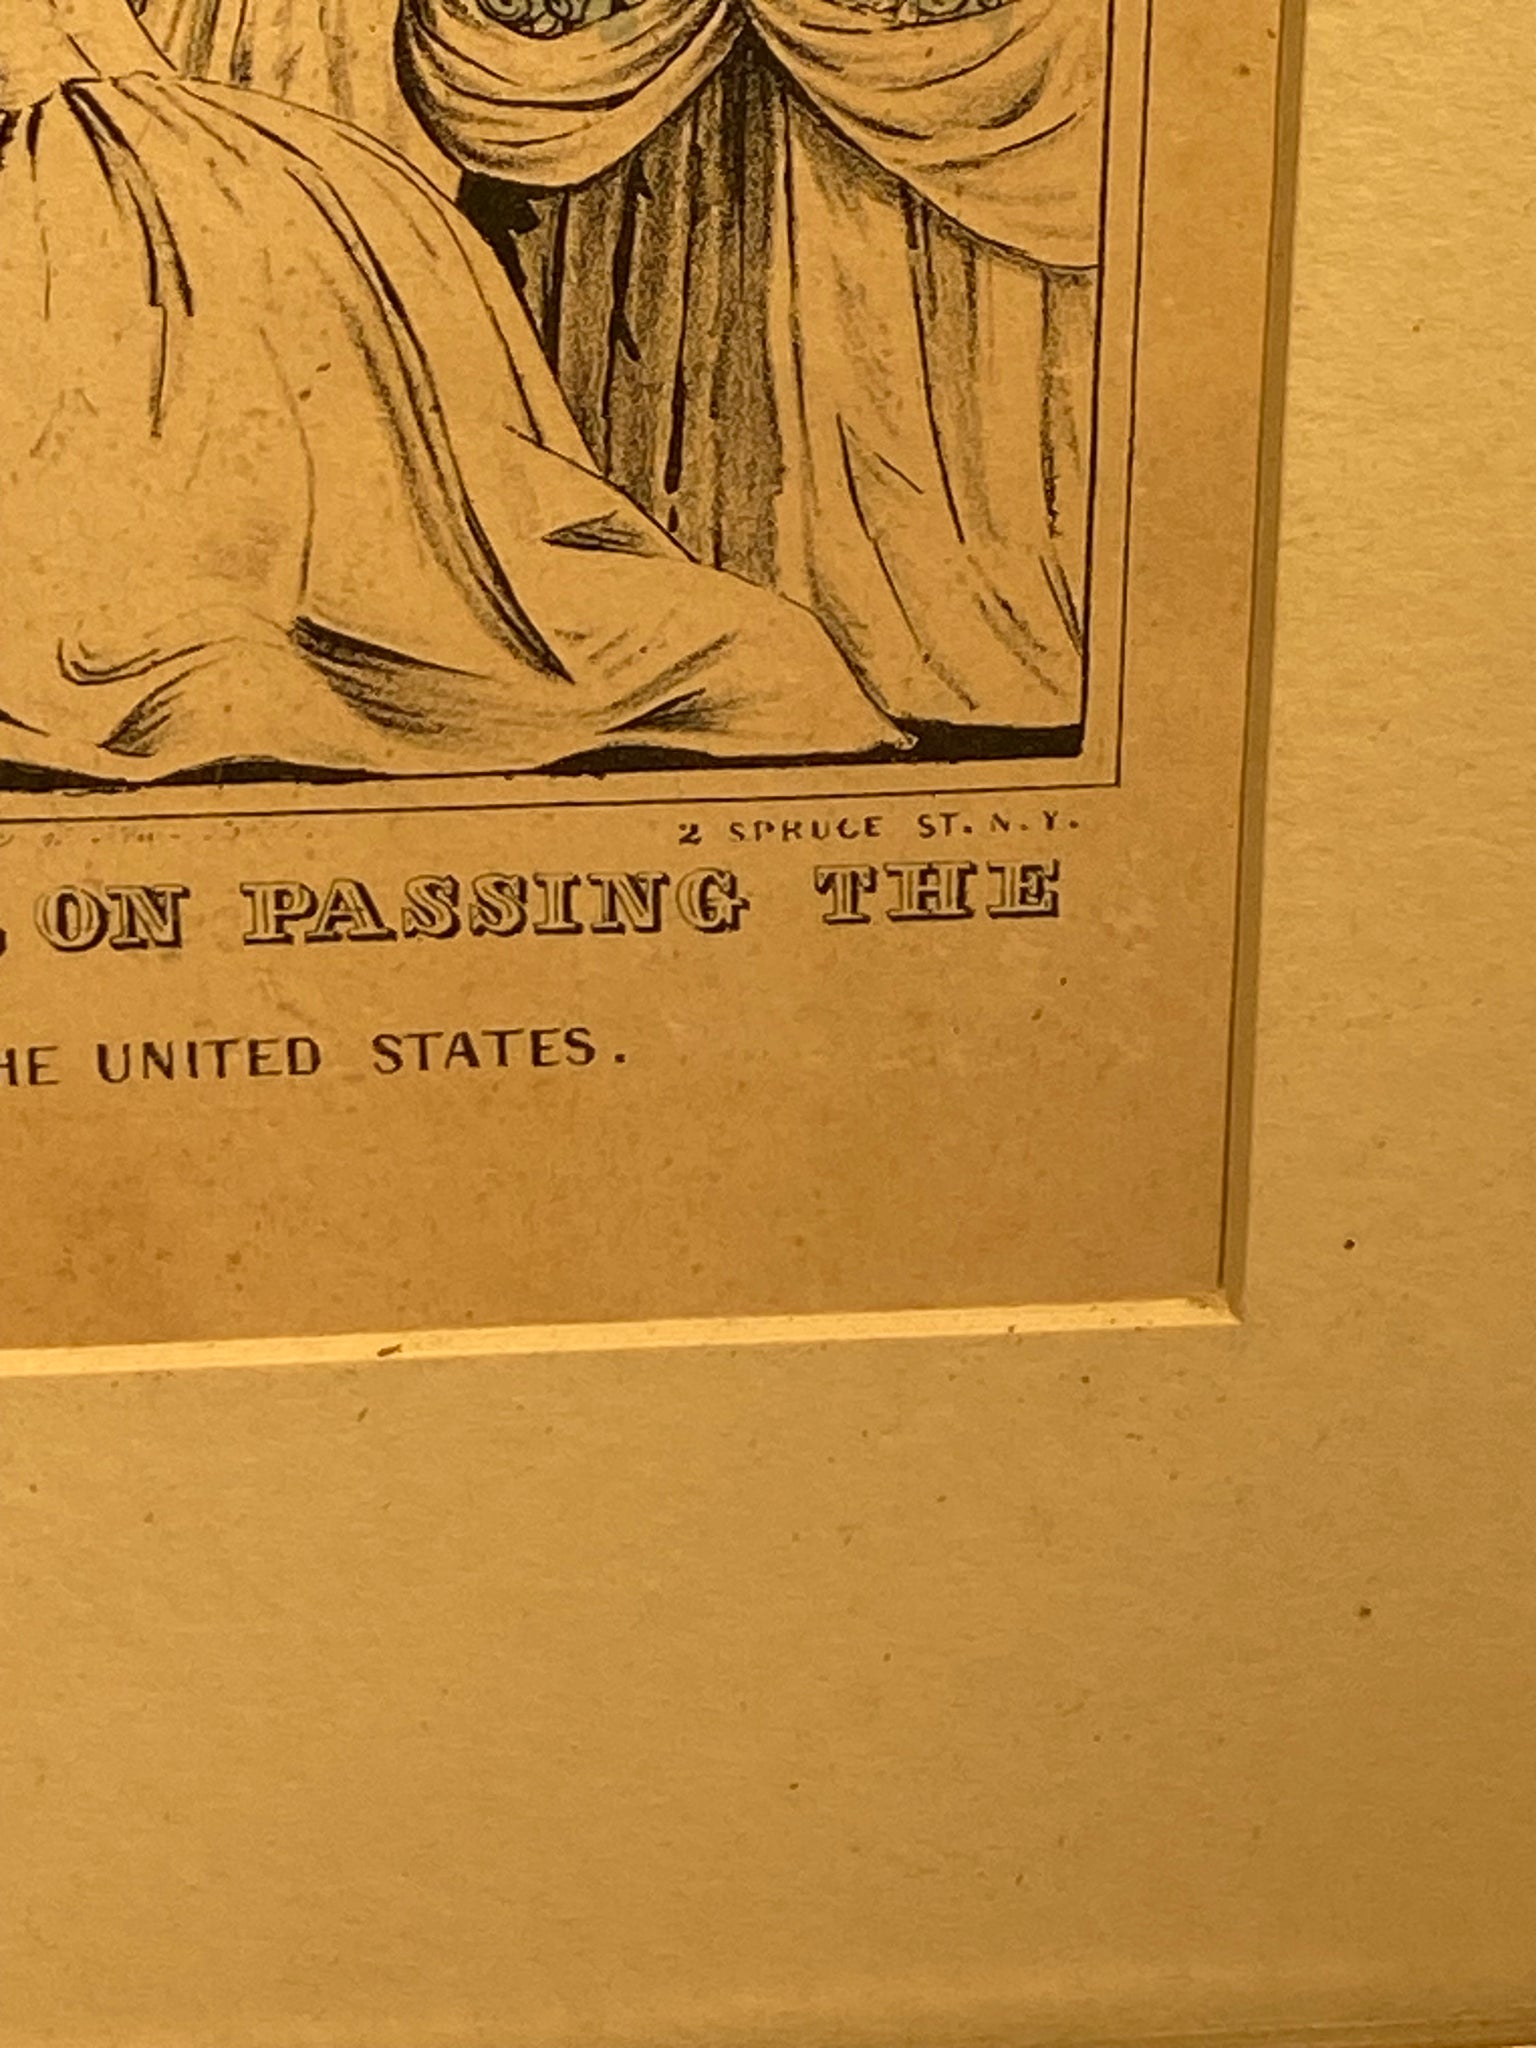 2 SPRUCE ST. N.Y.
, ON PASSING THE
HE UNITED STATES.